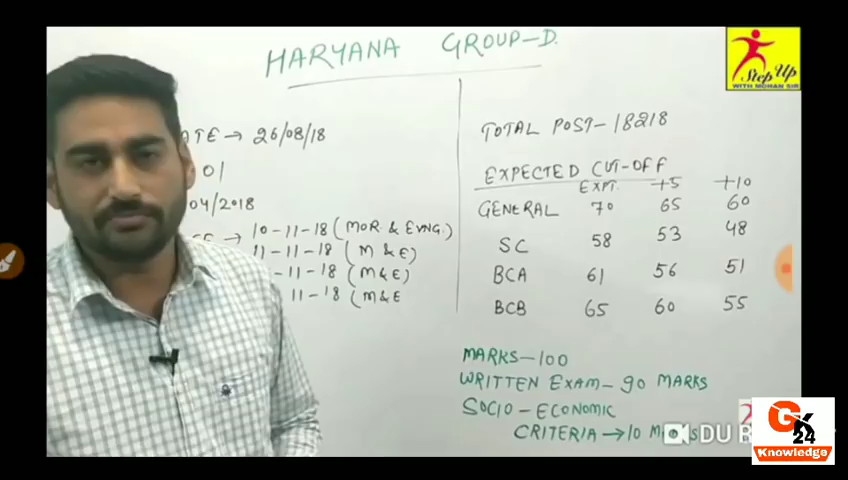 HARYANA GROUP-D.
ATE → 26/08/18
01
04/2018
→ 10-11-18 (MOR. & EVNG.)
11-11-18 (M & E)
-11-18 (M&E)
11-18 (M&E
TOTAL POST-18218
EXPECTED CUT-OFF
EXPT. +5 +10
GENERAL 70 65 60
SC 58 53 48
BCA 61 56 51
BCB 65 60 55
MARKS-100
WRITTEN EXAM- 90 MARKS
SOCIO-ECONOMIC
CRITERIA → 10 M
Step Up
WITH MOHAN SIR
DU R
GK
24
Knowledge